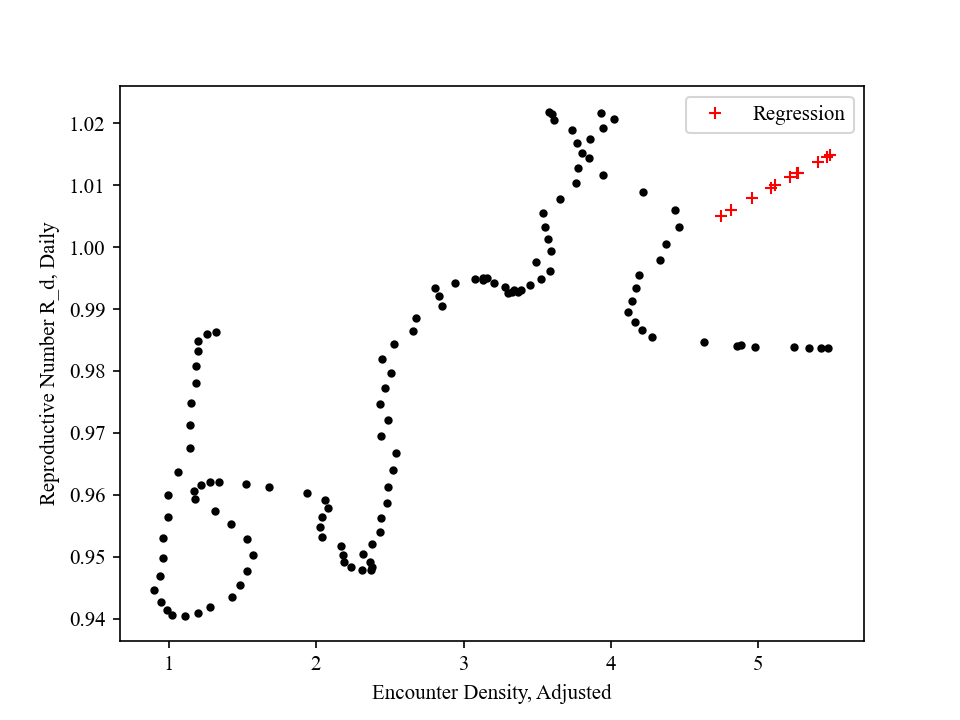 Regression
1.02
1.01
1.00
0.99
0.98
0.97
0.96
0.95
0.94
Reproductive Number R_d, Daily
1 2 3 4 5
Encounter Density, Adjusted